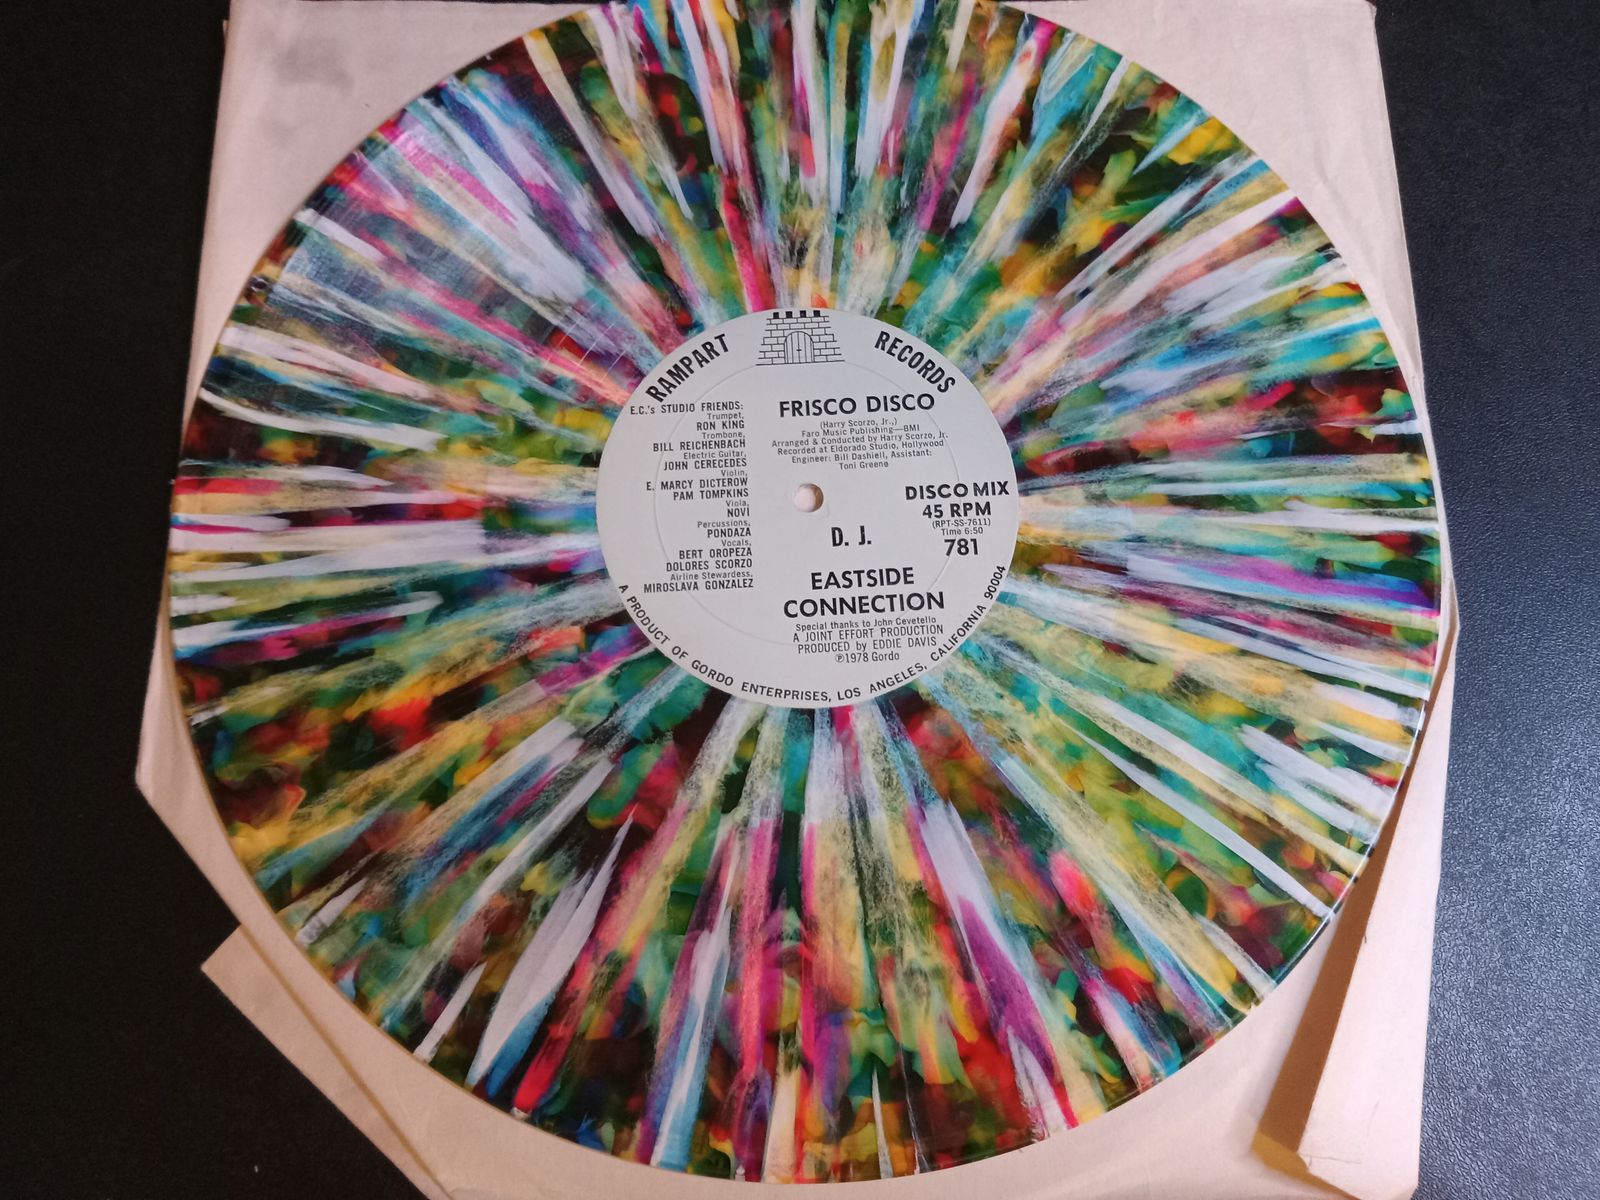 RAMPART RECORDS
E.C.'s STUDIO FRIENDS:
Trumpet,
RON KING
Trombone,
BILL REICHENBACH
Electric Guitar,
JOHN CERECEDES
Violin,
E. MARCY DICTEROW
PAM TOMPKINS
Viola,
NOVI
Percussions,
PONDAZA
Vocals,
BERT OROPEZA
DOLORES SCORZO
Airline Stewardess,
MIROSLAVA GONZALEZ
FRISCO DISCO
(Harry Scorzo, Jr.,)
Faro Music Publishing—BMI
Arranged & Conducted by Harry Scorzo, Jr.
Recorded at Eldorado Studio, Hollywood
Engineer: Bill Dashiell, Assistant:
Toni Greene
DISCO MIX
45 RPM
(RPT-SS-7611)
Time 6:50
781
D. J.
EASTSIDE
CONNECTION
Special thanks to John Cevetello
A JOINT EFFORT PRODUCTION
PRODUCED by EDDIE DAVIS
℗1978 Gordo
A PRODUCT OF GORDO ENTERPRISES, LOS ANGELES, CALIFORNIA 90004